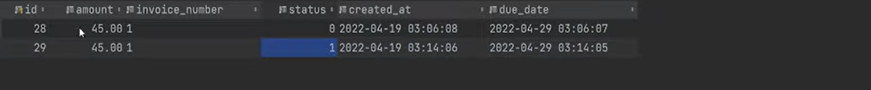 id amount invoice_number status created_at due_date
28 45.00 1 0 2022-04-19 03:06:08 2022-04-29 03:06:07
29 45.00 1 1 2022-04-19 03:14:06 2022-04-29 03:14:05